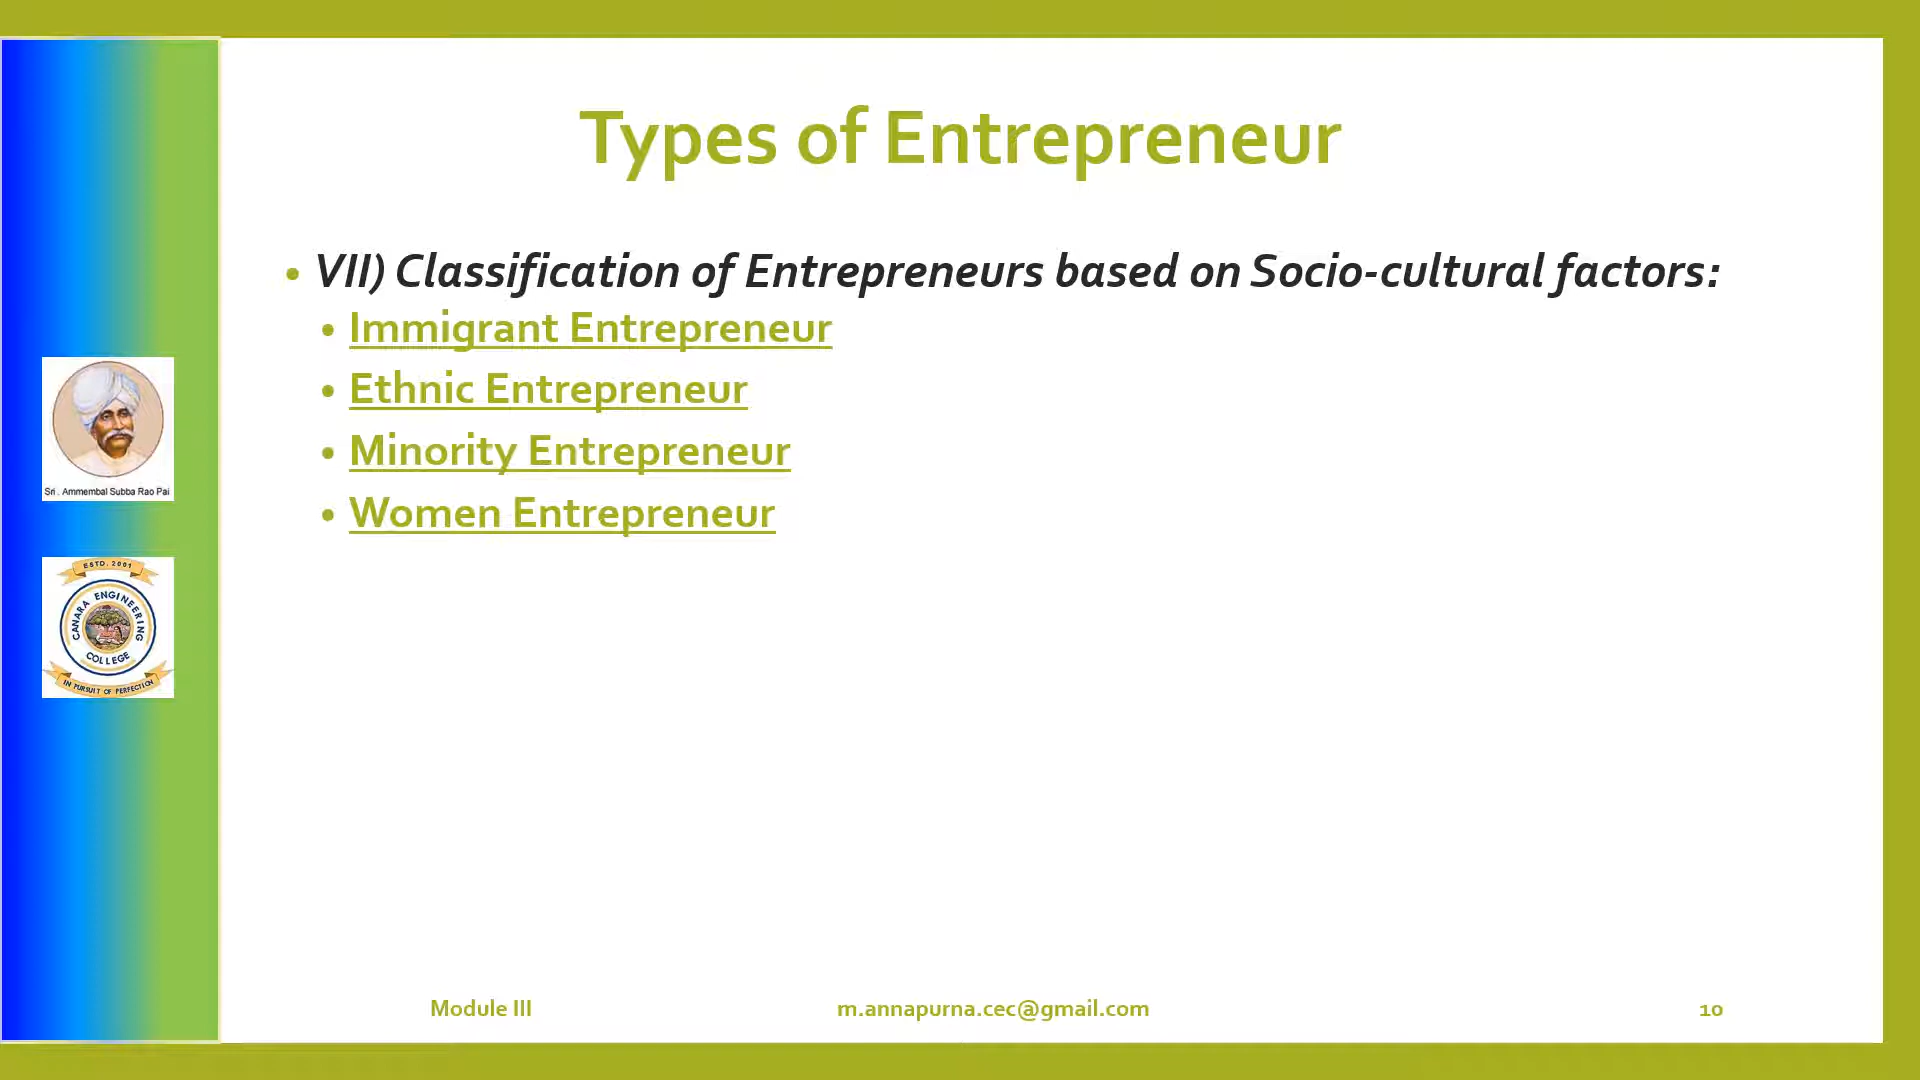 Types of Entrepreneur
• VII) Classification of Entrepreneurs based on Socio-cultural factors:
• Immigrant Entrepreneur
• Ethnic Entrepreneur
• Minority Entrepreneur
• Women Entrepreneur
Sri . Ammembal Subba Rao Pai
ESTD. 2001
CANARA ENGINEERING
COLLEGE
IN PURSUIT OF PERFECTION
Module III
m.annapurna.cec@gmail.com
10